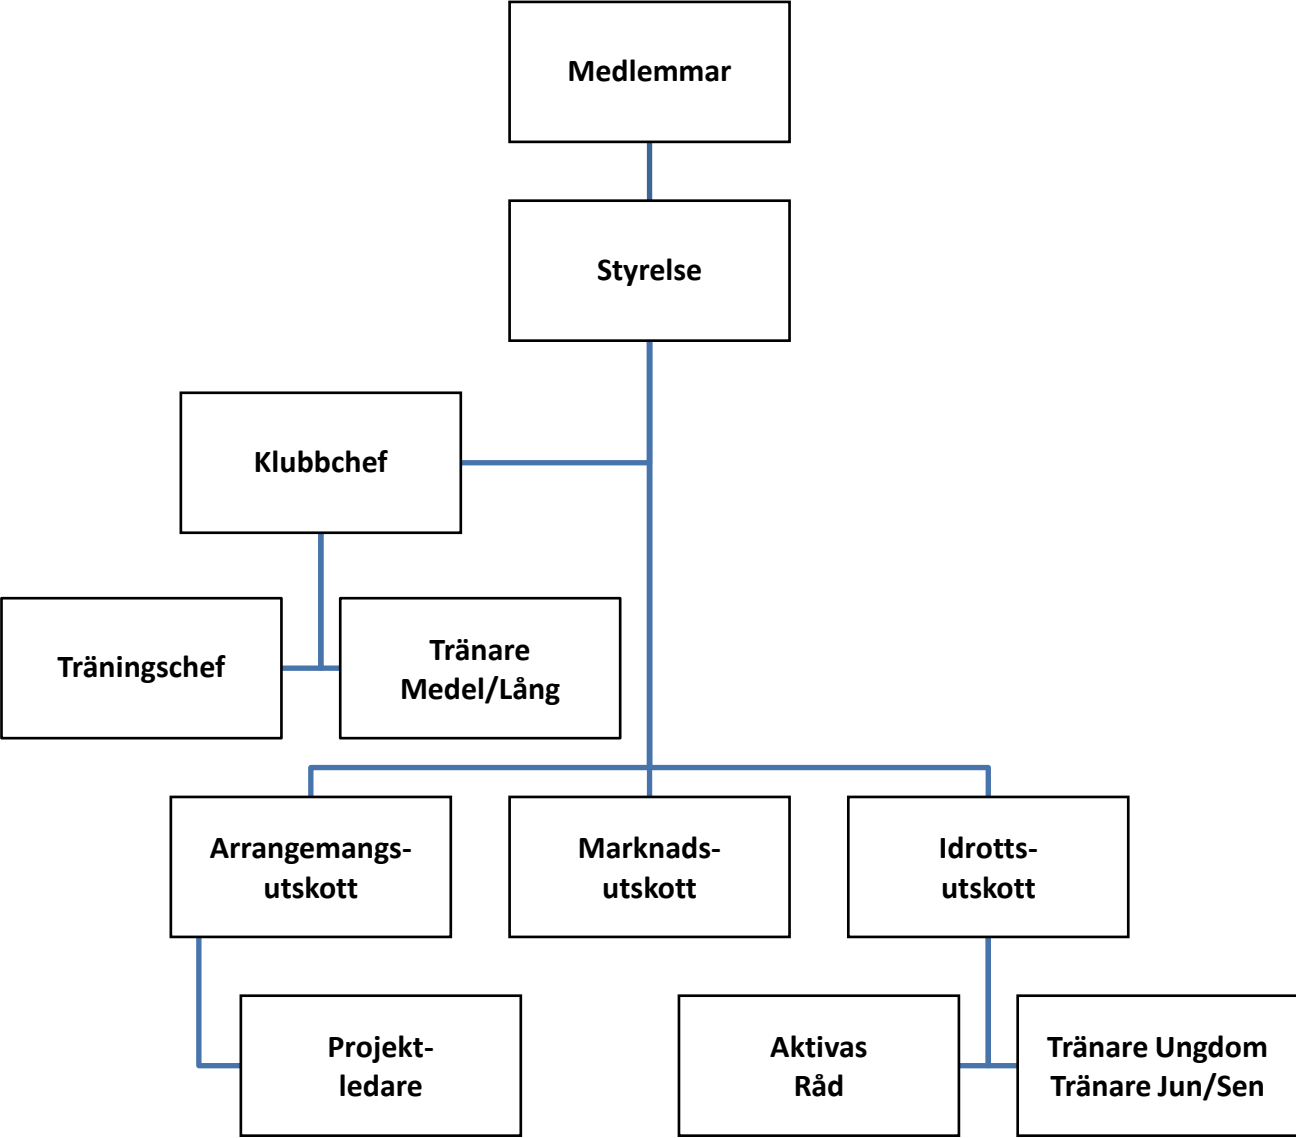 Medlemmar
Styrelse
Klubbchef
Träningschef
Tränare
Medel/Lång
Arrangemangs-
utskott
Marknads-
utskott
Idrotts-
utskott
Projekt-
ledare
Aktivas
Råd
Tränare Ungdom
Tränare Jun/Sen